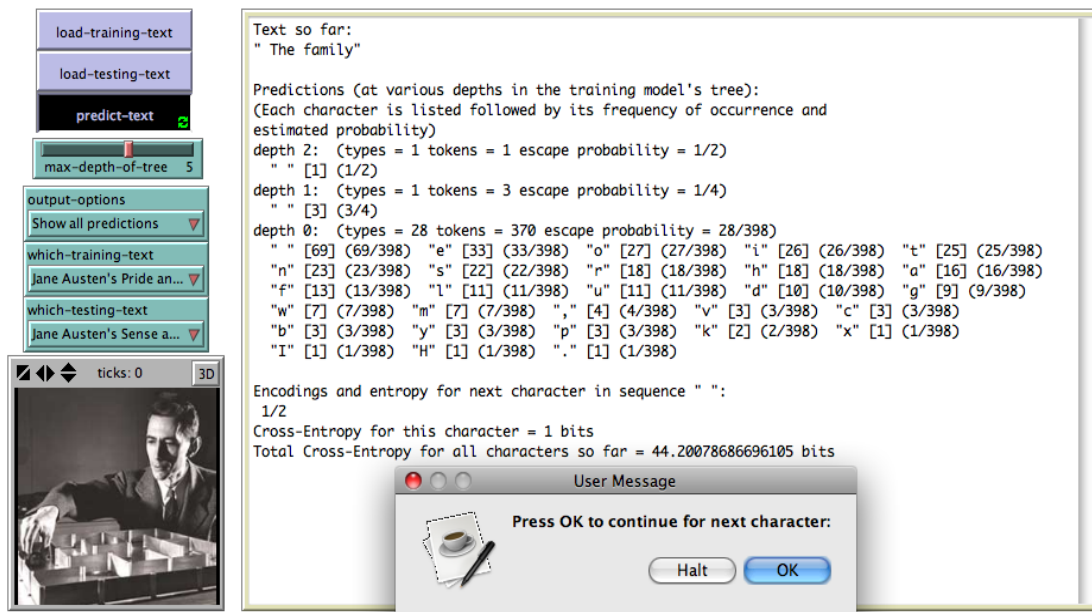 load-training-text
load-testing-text
predict-text
max-depth-of-tree 5
output-options
Show all predictions
which-training-text
Jane Austen's Pride an...
which-testing-text
Jane Austen's Sense a...
ticks: 0 3D
Text so far:
" The family"
Predictions (at various depths in the training model's tree):
(Each character is listed followed by its frequency of occurrence and
estimated probability)
depth 2:  (types = 1 tokens = 1 escape probability = 1/2)
" " [1] (1/2)
depth 1:  (types = 1 tokens = 3 escape probability = 1/4)
" " [3] (3/4)
depth 0:  (types = 28 tokens = 370 escape probability = 28/398)
" " [69] (69/398)  "e" [33] (33/398)  "o" [27] (27/398)  "i" [26] (26/398)  "t" [25] (25/398)
"n" [23] (23/398)  "s" [22] (22/398)  "r" [18] (18/398)  "h" [18] (18/398)  "a" [16] (16/398)
"f" [13] (13/398)  "l" [11] (11/398)  "u" [11] (11/398)  "d" [10] (10/398)  "g" [9] (9/398)
"w" [7] (7/398)  "m" [7] (7/398)  "," [4] (4/398)  "v" [3] (3/398)  "c" [3] (3/398)
"b" [3] (3/398)  "y" [3] (3/398)  "p" [3] (3/398)  "k" [2] (2/398)  "x" [1] (1/398)
"I" [1] (1/398)  "H" [1] (1/398)  "." [1] (1/398)
Encodings and entropy for next character in sequence " ":
1/2
Cross-Entropy for this character = 1 bits
Total Cross-Entropy for all characters so far = 44.20078686696105 bits
User Message
Press OK to continue for next character:
Halt OK